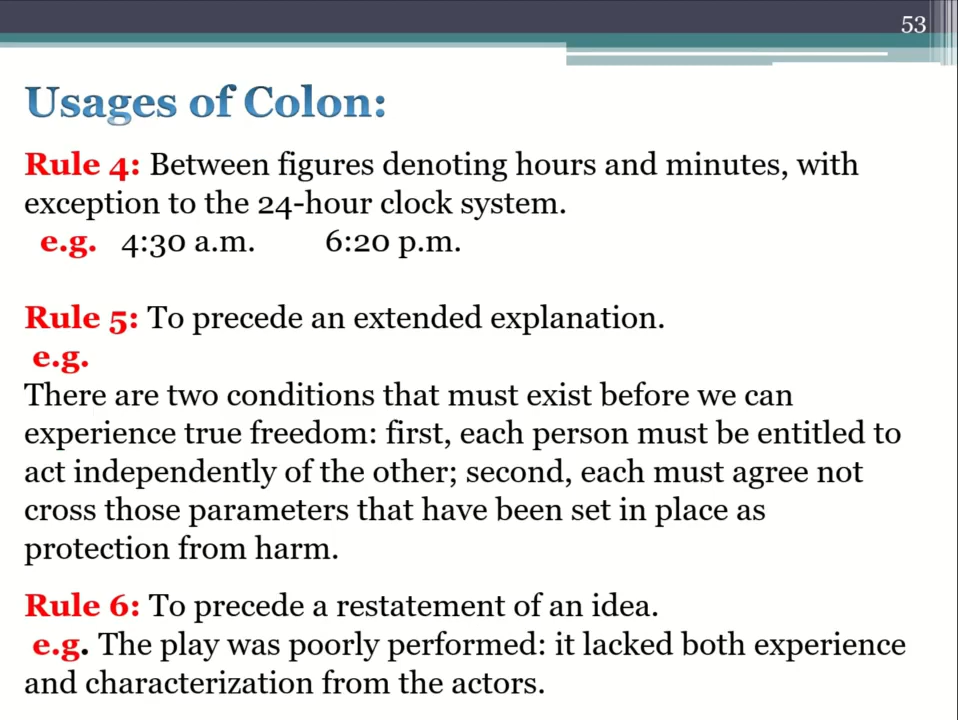 53
Usages of Colon:
Rule 4: Between figures denoting hours and minutes, with
exception to the 24-hour clock system.
e.g. 4:30 a.m. 6:20 p.m.
Rule 5: To precede an extended explanation.
e.g.
There are two conditions that must exist before we can
experience true freedom: first, each person must be entitled to
act independently of the other; second, each must agree not
cross those parameters that have been set in place as
protection from harm.
Rule 6: To precede a restatement of an idea.
e.g. The play was poorly performed: it lacked both experience
and characterization from the actors.